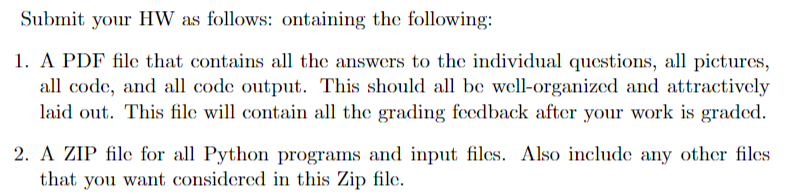 Submit your HW as follows: ontaining the following:
1. A PDF file that contains all the answers to the individual questions, all pictures,
all code, and all code output. This should all be well-organized and attractively
laid out. This file will contain all the grading feedback after your work is graded.
2. A ZIP file for all Python programs and input files. Also include any other files
that you want considered in this Zip file.